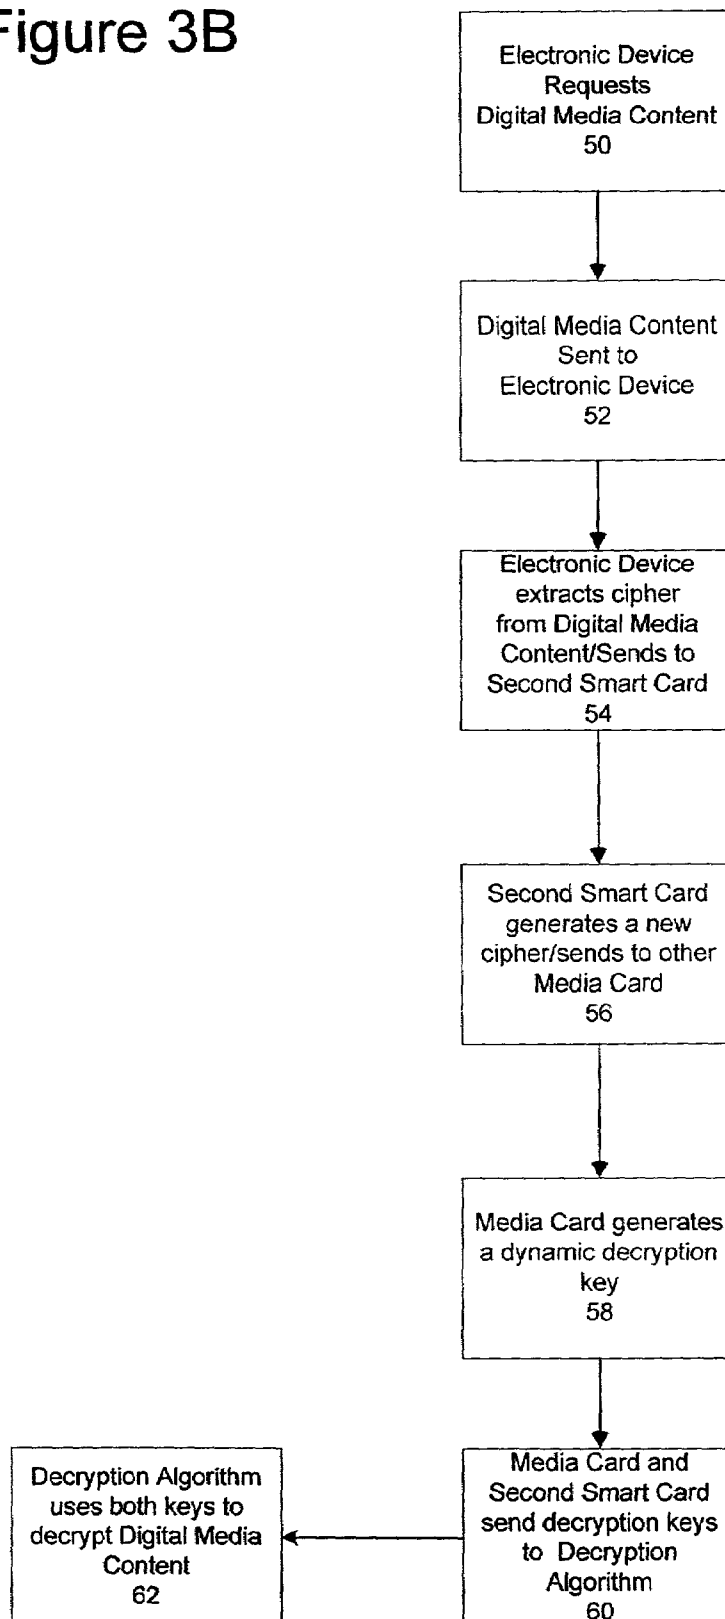 Figure 3B
Electronic Device
Requests
Digital Media Content
50
Digital Media Content
Sent to
Electronic Device
52
Electronic Device
extracts cipher
from Digital Media
Content/Sends to
Second Smart Card
54
Second Smart Card
generates a new
cipher/sends to other
Media Card
56
Media Card generates
a dynamic decryption
key
58
Media Card and
Second Smart Card
send decryption keys
to Decryption
Algorithm
60
Decryption Algorithm
uses both keys to
decrypt Digital Media
Content
62